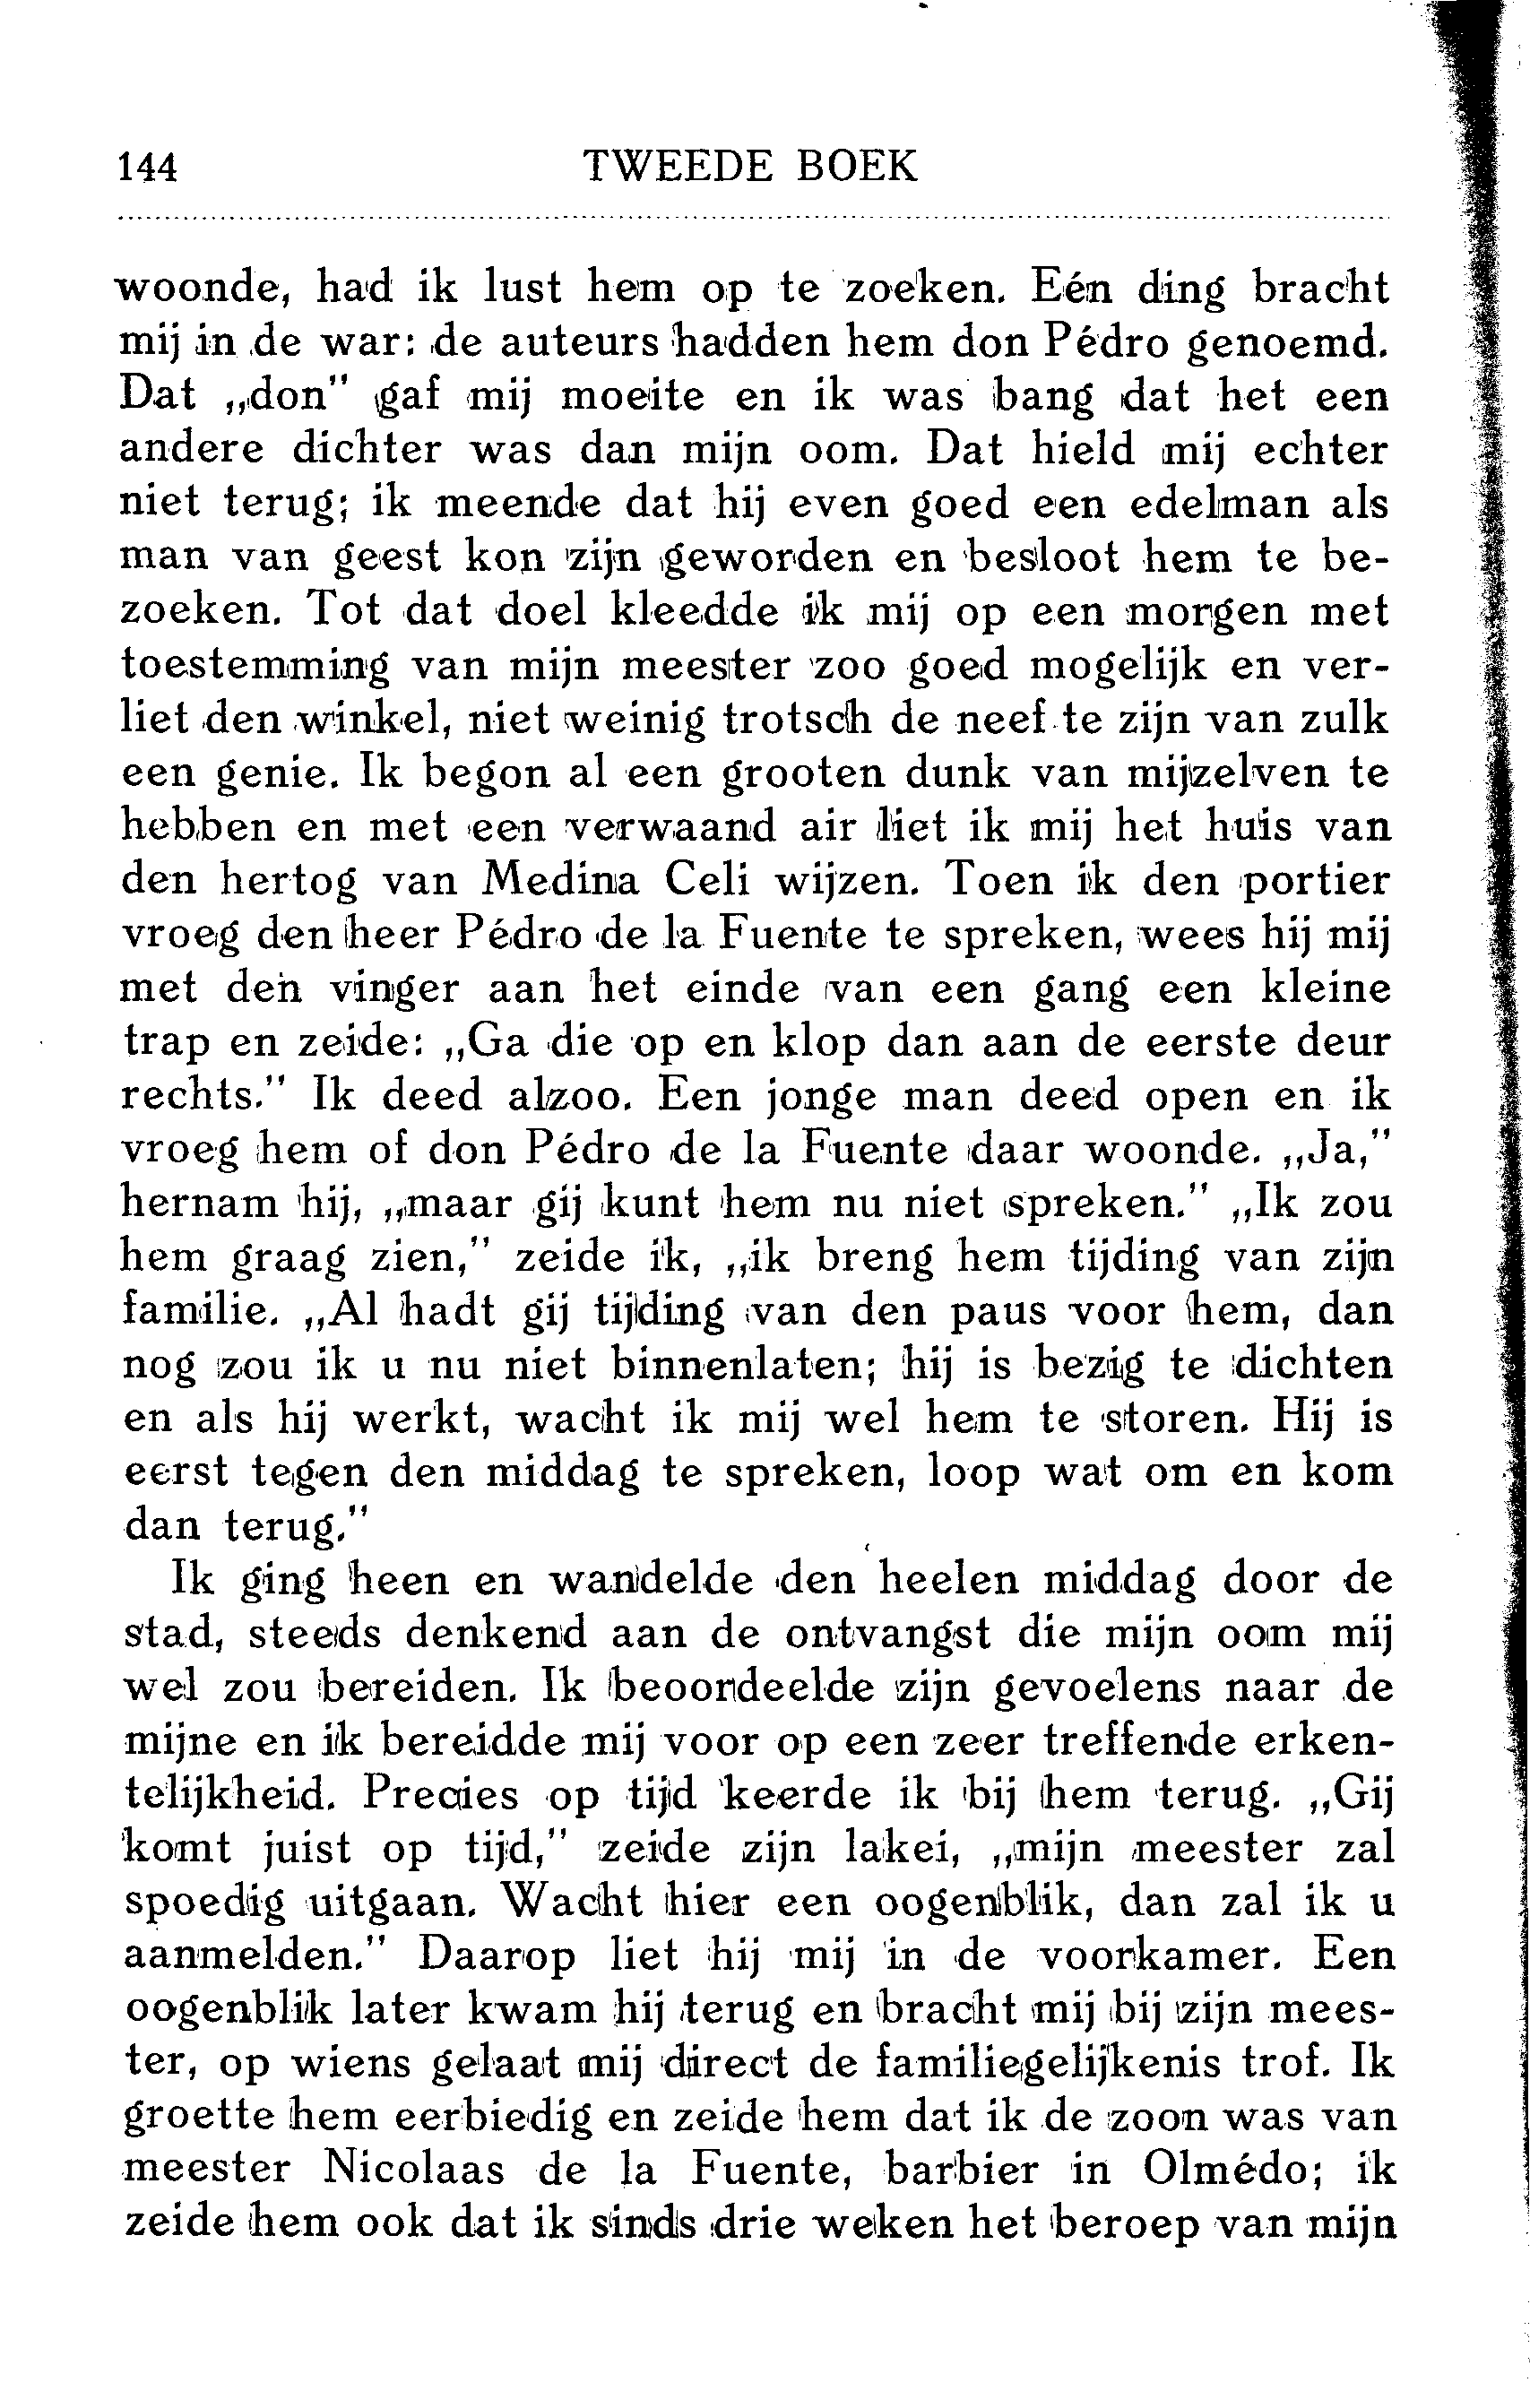 144 TWEEDE BOEK
woonde, had ik lust hem op te zoeken. Eén ding bracht
mij in de war: de auteurs hadden hem don Pédro genoemd.
Dat „don” gaf mij moeite en ik was bang dat het een
andere dichter was dan mijn oom. Dat hield mij echter
niet terug; ik meende dat hij even goed een edelman als
man van geest kon zijn geworden en besloot hem te be-
zoeken. Tot dat doel kleedde ik mij op een morgen met
toestemming van mijn meester zoo goed mogelijk en ver-
liet den winkel, niet weinig trotsch de neef te zijn van zulk
een genie. Ik begon al een grooten dunk van mijzelven te
hebben en met een verwaand air liet ik mij het huis van
den hertog van Medina Celi wijzen. Toen ik den portier
vroeg den heer Pédro de la Fuente te spreken, wees hij mij
met den vinger aan het einde van een gang een kleine
trap en zeide: „Ga die op en klop dan aan de eerste deur
rechts.” Ik deed alzoo. Een jonge man deed open en ik
vroeg hem of don Pédro de la Fuente daar woonde. „Ja,”
hernam hij, „maar gij kunt hem nu niet spreken.” „Ik zou
hem graag zien,” zeide ik, „ik breng hem tijding van zijn
familie. „Al hadt gij tijding van den paus voor hem, dan
nog zou ik u nu niet binnenlaten; hij is bezig te dichten
en als hij werkt, wacht ik mij wel hem te storen. Hij is
eerst tegen den middag te spreken, loop wat om en kom
dan terug.”
Ik ging heen en wandelde den heelen middag door de
stad, steeds denkend aan de ontvangst die mijn oom mij
wel zou bereiden. Ik beoordeelde zijn gevoelens naar de
mijne en ik bereidde mij voor op een zeer treffende erken-
telijkheid. Precies op tijd keerde ik bij hem terug. „Gij
komt juist op tijd,” zeide zijn lakei, „mijn meester zal
spoedig uitgaan. Wacht hier een oogenblik, dan zal ik u
aanmelden.” Daarop liet hij mij in de voorkamer. Een
oogenblik later kwam hij terug en bracht mij bij zijn mees-
ter, op wiens gelaat mij direct de familiegelijkenis trof. Ik
groette hem eerbiedig en zeide hem dat ik de zoon was van
meester Nicolaas de la Fuente, barbier in Olmédo; ik
zeide hem ook dat ik sinds drie weken het beroep van mijn